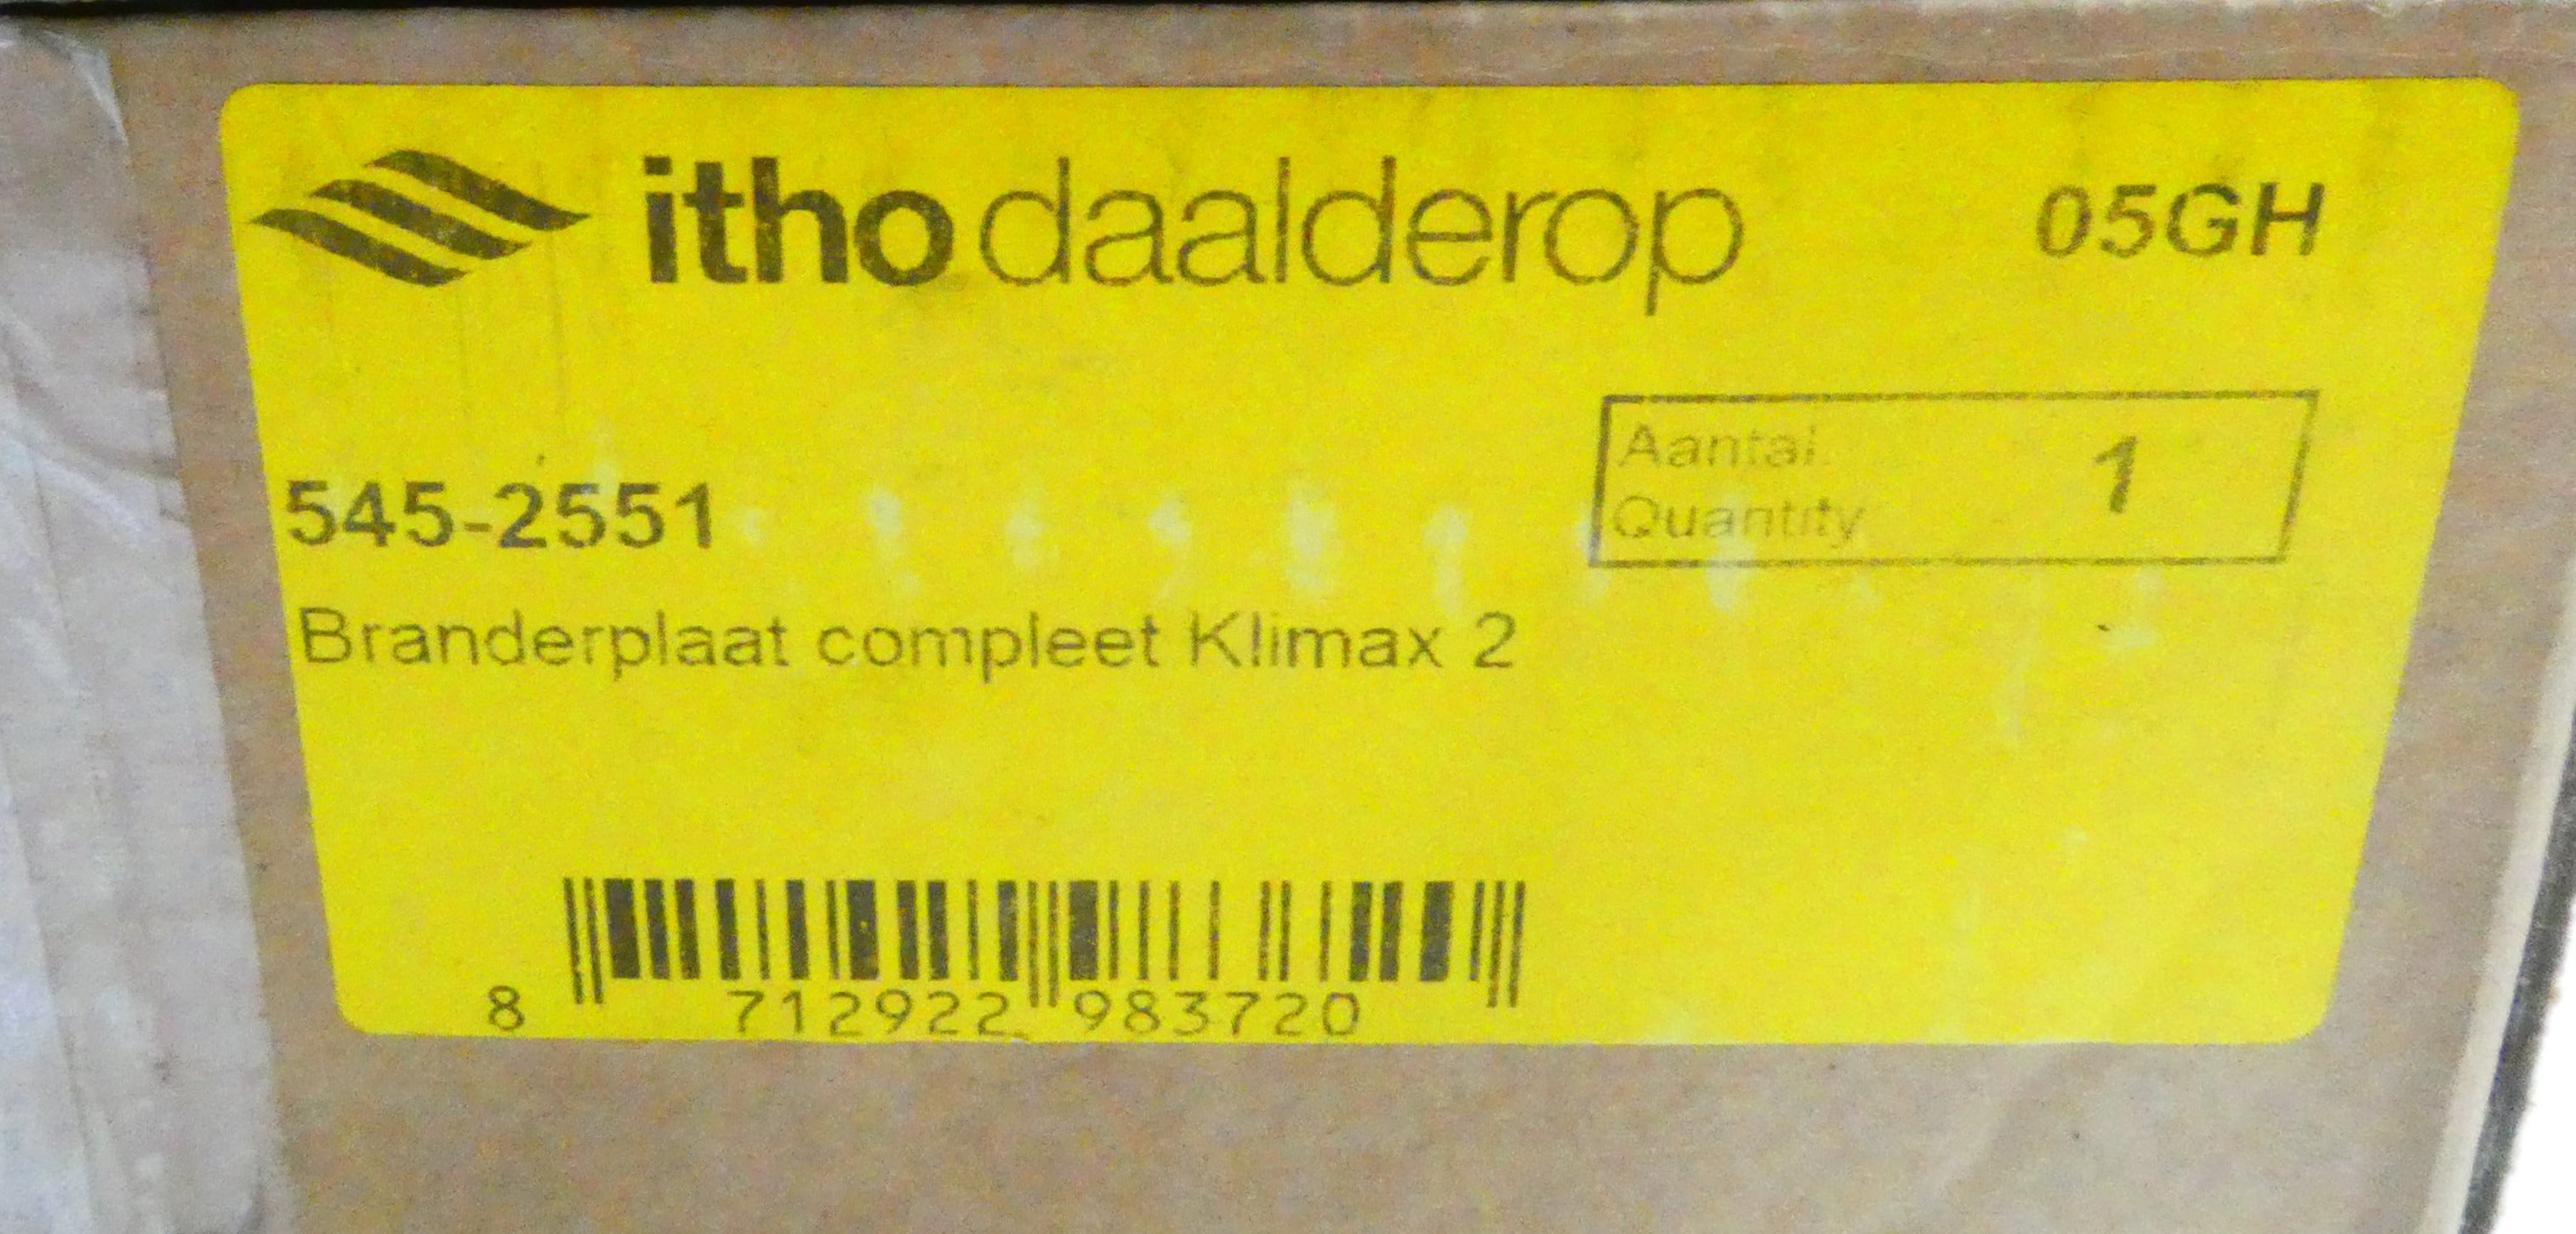 itho daalderop
05GH
545-2551
Aantal 1
Quantity
Branderplaat compleet Klimax 2
8 712922 983720